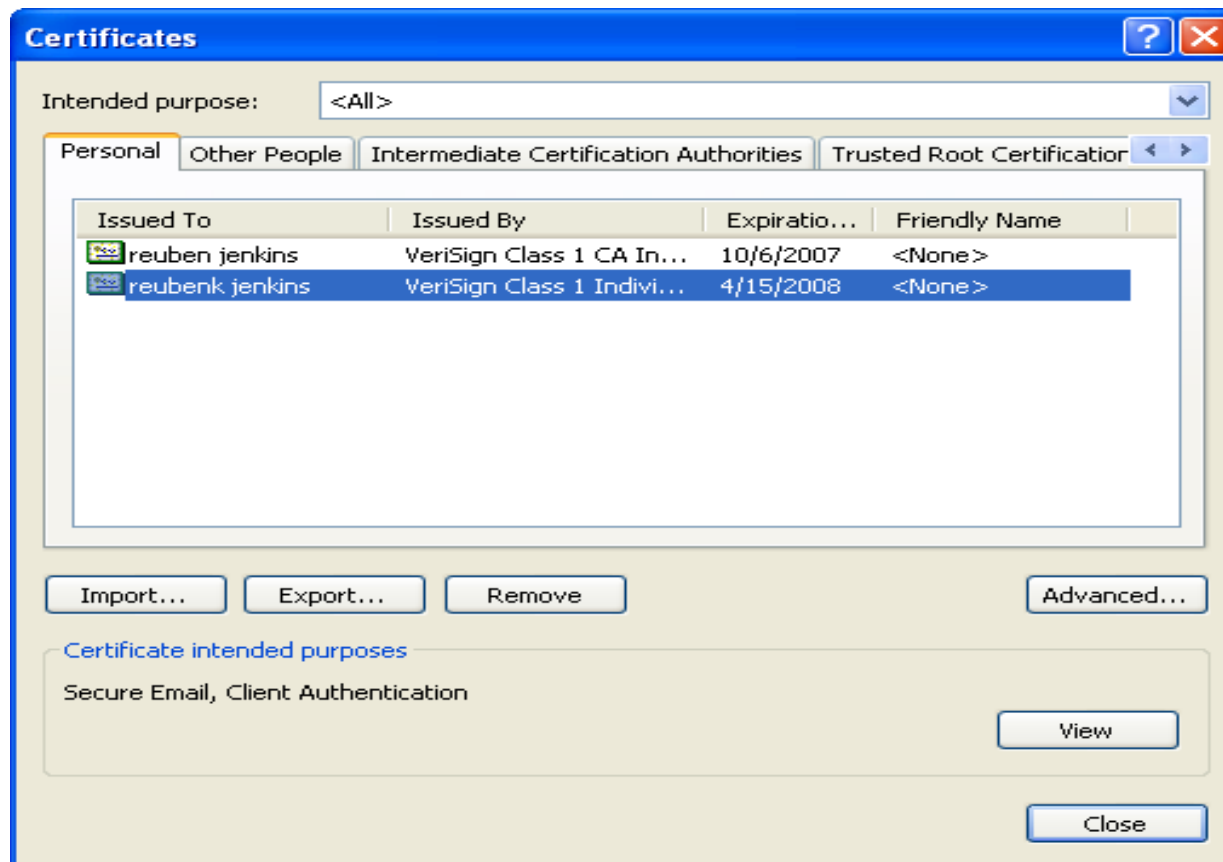 Certificates
Intended purpose: <All>
Personal Other People Intermediate Certification Authorities Trusted Root Certification
Issued To Issued By Expiratio... Friendly Name
reuben jenkins VeriSign Class 1 CA In... 10/6/2007 <None>
reubenk jenkins VeriSign Class 1 Indivi... 4/15/2008 <None>
Import... Export... Remove Advanced...
Certificate intended purposes
Secure Email, Client Authentication
View
Close